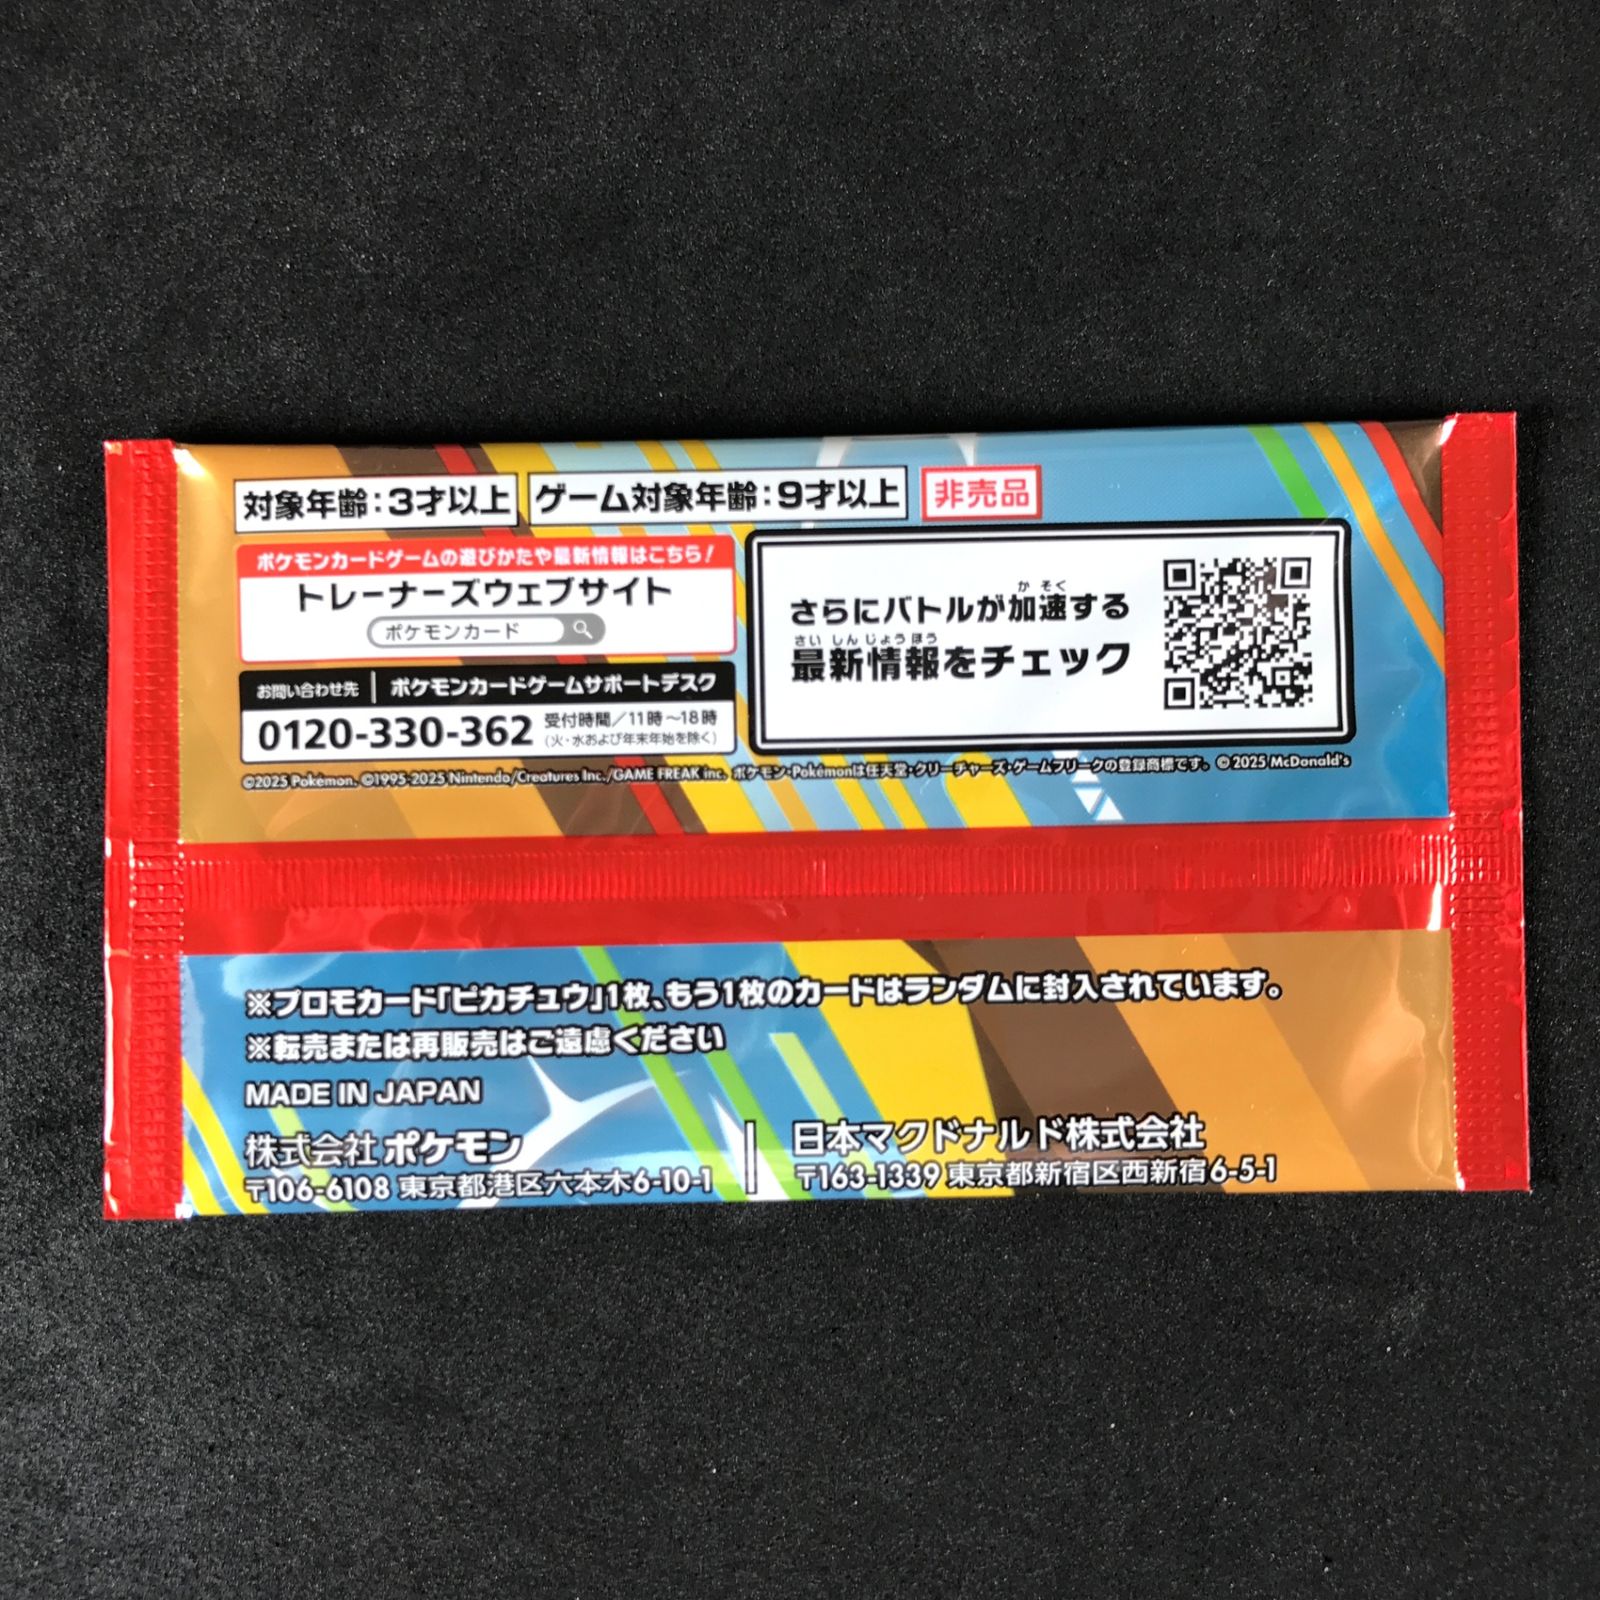 対象年齢：3才以上 ゲーム対象年齢：9才以上 非売品
ポケモンカードゲームの遊びかたや最新情報はこちら！
トレーナーズウェブサイト
ポケモンカード
お問い合わせ先 ポケモンカードゲームサポートデスク
0120-330-362 受付時間／11時～18時
(火・水および年末年始を除く)
か そく
さらにバトルが加速する
さい しん じょう ほう
最新情報をチェック
©2025 Pokémon. ©1995-2025 Nintendo/Creatures Inc./GAME FREAK inc. ポケモン・Pokémonは任天堂・クリーチャーズ・ゲームフリークの登録商標です。 © 2025 McDonald's
※プロモカード「ピカチュウ」1枚、もう1枚のカードはランダムに封入されています。
※転売または再販売はご遠慮ください
MADE IN JAPAN
株式会社 ポケモン
〒106-6108 東京都港区六本木6-10-1
日本マクドナルド株式会社
〒163-1339 東京都新宿区西新宿6-5-1